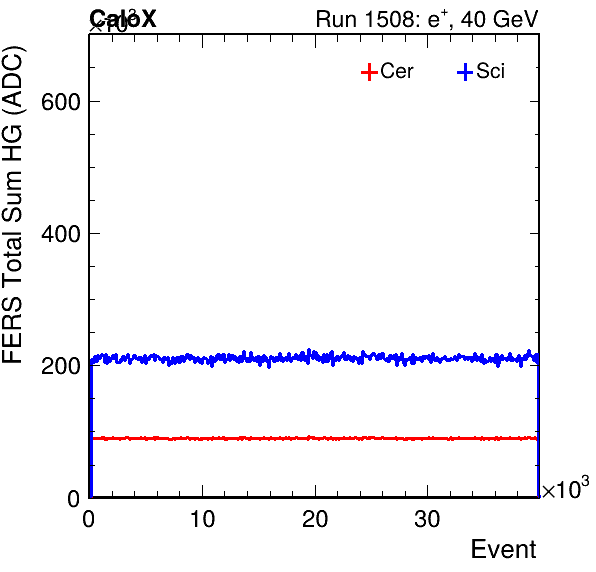 CaloX Run 1508: e⁺, 40 GeV
×10³
Cer Sci
FERS Total Sum HG (ADC)
600
400
200
0
0 10 20 30
×10³
Event